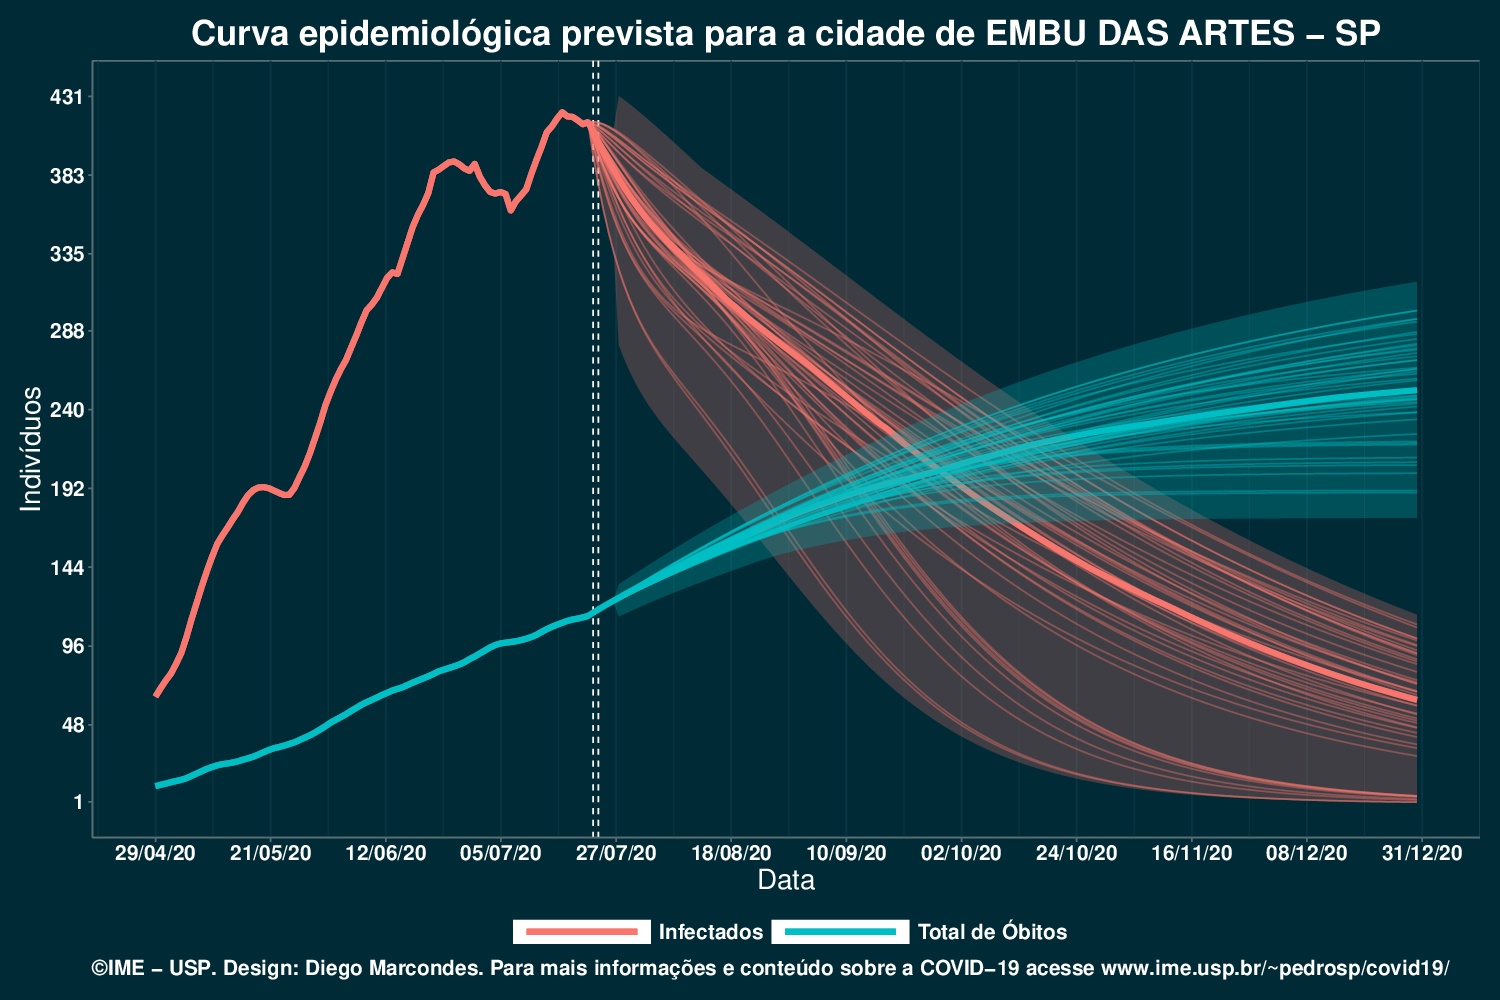 Curva epidemiológica prevista para a cidade de EMBU DAS ARTES – SP
Indivíduos
431
383
335
288
240
192
144
96
48
1
29/04/20 21/05/20 12/06/20 05/07/20 27/07/20 18/08/20 10/09/20 02/10/20 24/10/20 16/11/20 08/12/20 31/12/20
Data
Infectados Total de Óbitos
©IME – USP. Design: Diego Marcondes. Para mais informações e conteúdo sobre a COVID–19 acesse www.ime.usp.br/~pedrosp/covid19/